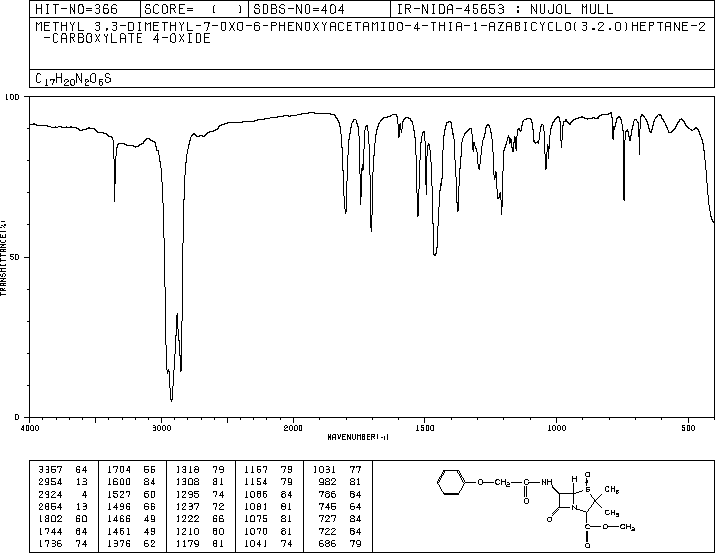 HIT-NO=366 SCORE= ( ) SDBS-NO=404 IR-NIDA-45653 : NUJOL MULL
METHYL 3,3-DIMETHYL-7-OXO-6-PHENOXYACETAMIDO-4-THIA-1-AZABICYCLO(3.2.0)HEPTANE-2
-CARBOXYLATE 4-OXIDE
C17H20N2O6S
100
TRANSMITTANCE(%)
50
0
4000 3000 2000 1500 1000 500
WAVENUMBER(-1)
3367 64 1704 66 1318 79 1167 79 1031 77
2954 13 1600 84 1308 81 1154 79 982 81
2924 4 1527 60 1295 74 1086 84 786 84
2854 13 1496 66 1237 72 1081 81 746 64
1802 60 1466 49 1222 66 1075 81 727 84
1744 64 1461 49 1210 60 1070 81 722 84
1736 74 1376 62 1179 81 1041 74 686 79
O CH2 C NH H O S CH3
O O N CH3
C O CH3
O